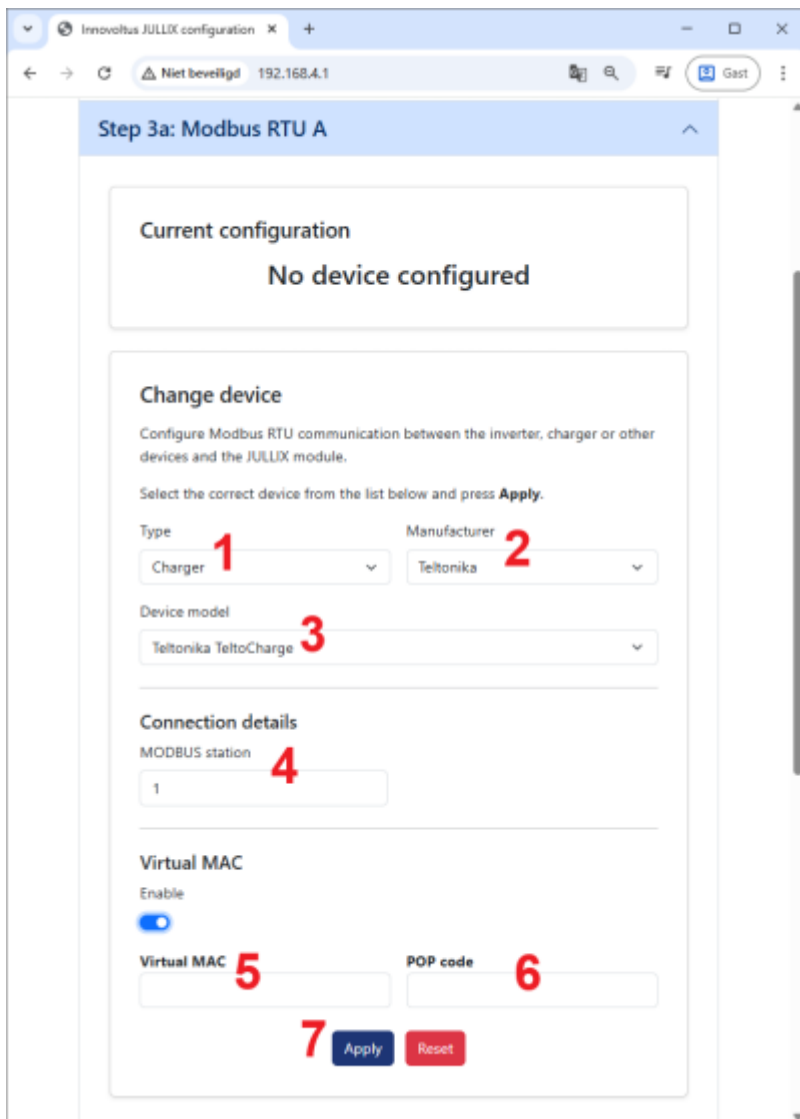 Innovoltus JULLIX configuration
Niet beveiligd 192.168.4.1
Gast
Step 3a: Modbus RTU A
Current configuration
No device configured
Change device
Configure Modbus RTU communication between the inverter, charger or other
devices and the JULLIX module.
Select the correct device from the list below and press Apply.
Type 1
Manufacturer 2
Charger
Teltonika
Device model
3
Teltonika TeltoCharge
Connection details
MODBUS station 4
1
Virtual MAC
Enable
Virtual MAC 5
POP code 6
7 Apply Reset